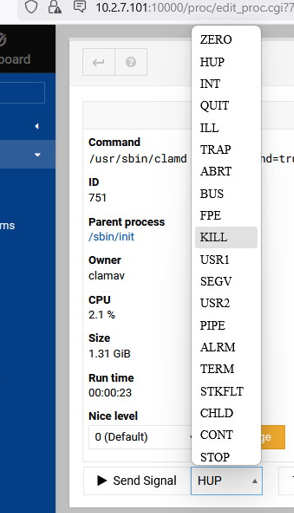 10.2.7.101:10000/proc/edit_proc.cgi?7
board
ms
Command
/usr/sbin/clamd
nd=tru
ID
751
Parent process
/sbin/init
Owner
clamav
CPU
2.1 %
Size
1.31 GiB
Run time
00:00:23
Nice level
0 (Default)
ge
Send Signal
HUP
ZERO
HUP
INT
QUIT
ILL
TRAP
ABRT
BUS
FPE
KILL
USR1
SEGV
USR2
PIPE
ALRM
TERM
STKFLT
CHLD
CONT
STOP